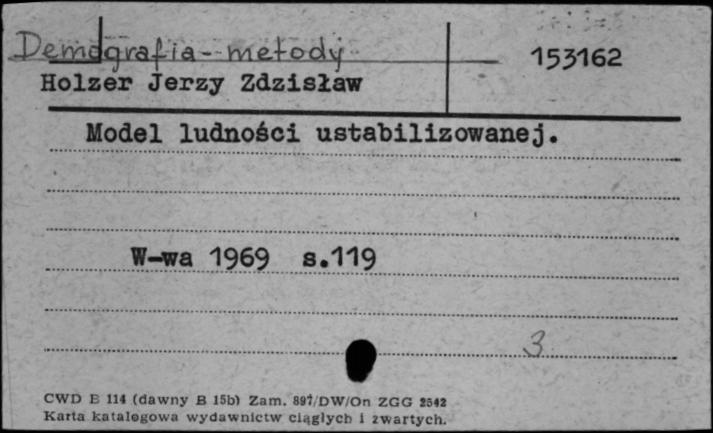 Demografia - metody
153162
Holzer Jerzy Zdzisław
Model ludności ustabilizowanej.
W-wa 1969 s.119
3
CWD B 114 (dawny B 15b) Zam. 897/DW/On ZGG 2542
Karta katalogowa wydawnictw ciągłych i zwartych.